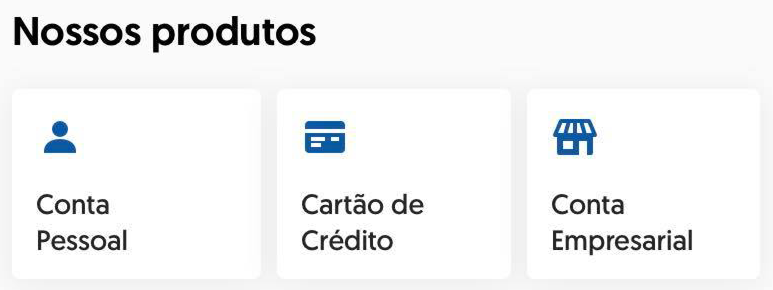 Nossos produtos
Conta
Pessoal
Cartão de
Crédito
Conta
Empresarial